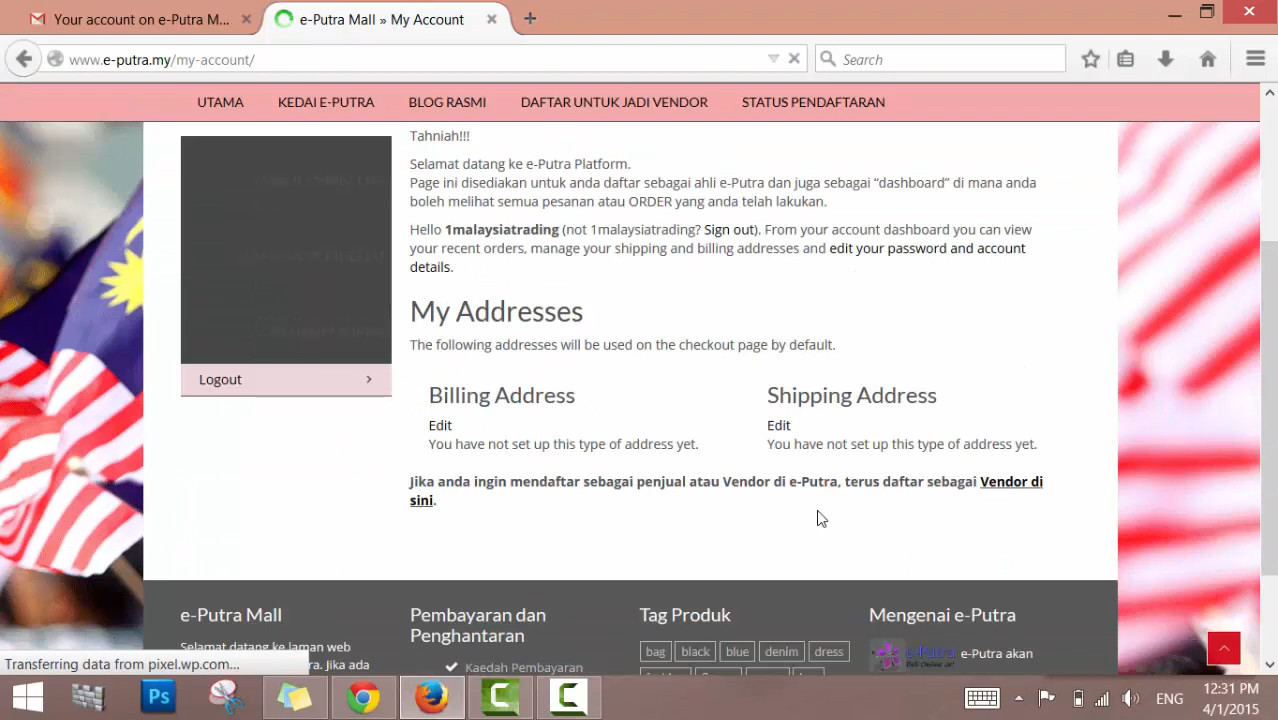 Your account on e-Putra M...
e-Putra Mall » My Account
www.e-putra.my/my-account/
Search
UTAMA
KEDAI E-PUTRA
BLOG RASMI
DAFTAR UNTUK JADI VENDOR
STATUS PENDAFTARAN
Tahniah!!!
Selamat datang ke e-Putra Platform.
Page ini disediakan untuk anda daftar sebagai ahli e-Putra dan juga sebagai “dashboard” di mana anda
boleh melihat semua pesanan atau ORDER yang anda telah lakukan.
Hello 1malaysiatrading (not 1malaysiatrading? Sign out). From your account dashboard you can view
your recent orders, manage your shipping and billing addresses and edit your password and account
details.
Logout
My Addresses
The following addresses will be used on the checkout page by default.
Billing Address
Edit
You have not set up this type of address yet.
Shipping Address
Edit
You have not set up this type of address yet.
Jika anda ingin mendaftar sebagai penjual atau Vendor di e-Putra, terus daftar sebagai Vendor di
sini.
e-Putra Mall
Selamat datang ke laman web
ra. Jika ada
Pembayaran dan
Penghantaran
Kaedah Pembayaran
Tag Produk
bag
black
blue
denim
dress
Mengenai e-Putra
e-Putra
Beli Online Je!
e-Putra akan
Transferring data from pixel.wp.com...
Ps
ENG
12:31 PM
4/1/2015